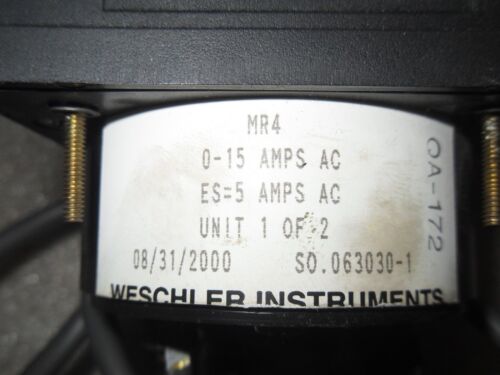 MR4
0-15 AMPS AC
ES=5 AMPS AC
UNIT 1 OF 2
08/31/2000 SO.063030-1
WESCHLER INSTRUMENTS
OA-172